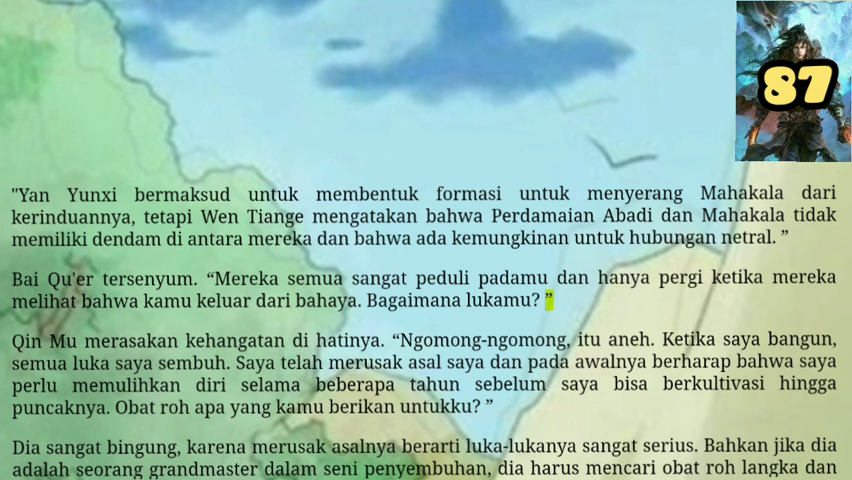 87
"Yan Yunxi bermaksud untuk membentuk formasi untuk menyerang Mahakala dari
kerinduannya, tetapi Wen Tiange mengatakan bahwa Perdamaian Abadi dan Mahakala tidak
memiliki dendam di antara mereka dan bahwa ada kemungkinan untuk hubungan netral. ”
Bai Qu'er tersenyum. “Mereka semua sangat peduli padamu dan hanya pergi ketika mereka
melihat bahwa kamu keluar dari bahaya. Bagaimana lukamu? ”
Qin Mu merasakan kehangatan di hatinya. “Ngomong-ngomong, itu aneh. Ketika saya bangun,
semua luka saya sembuh. Saya telah merusak asal saya dan pada awalnya berharap bahwa saya
perlu memulihkan diri selama beberapa tahun sebelum saya bisa berkultivasi hingga
puncaknya. Obat roh apa yang kamu berikan untukku? ”
Dia sangat bingung, karena merusak asalnya berarti luka-lukanya sangat serius. Bahkan jika dia
adalah seorang grandmaster dalam seni penyembuhan, dia harus mencari obat roh langka dan